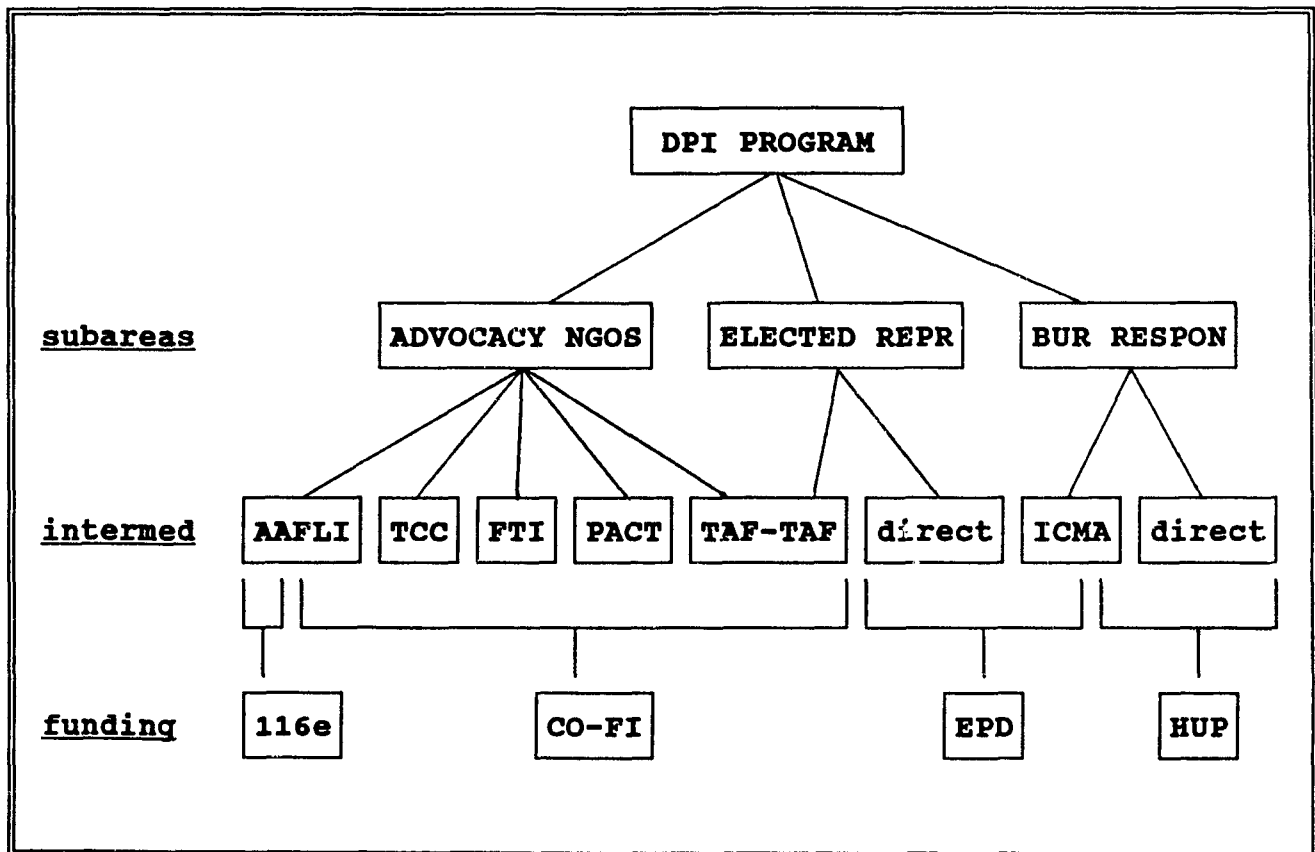 DPI PROGRAM
subareas ADVOCACY NGOS ELECTED REPR BUR RESPON
intermed AAFLI TCC FTI PACT TAF-TAF direct ICMA direct
funding 116e CO-FI EPD HUP